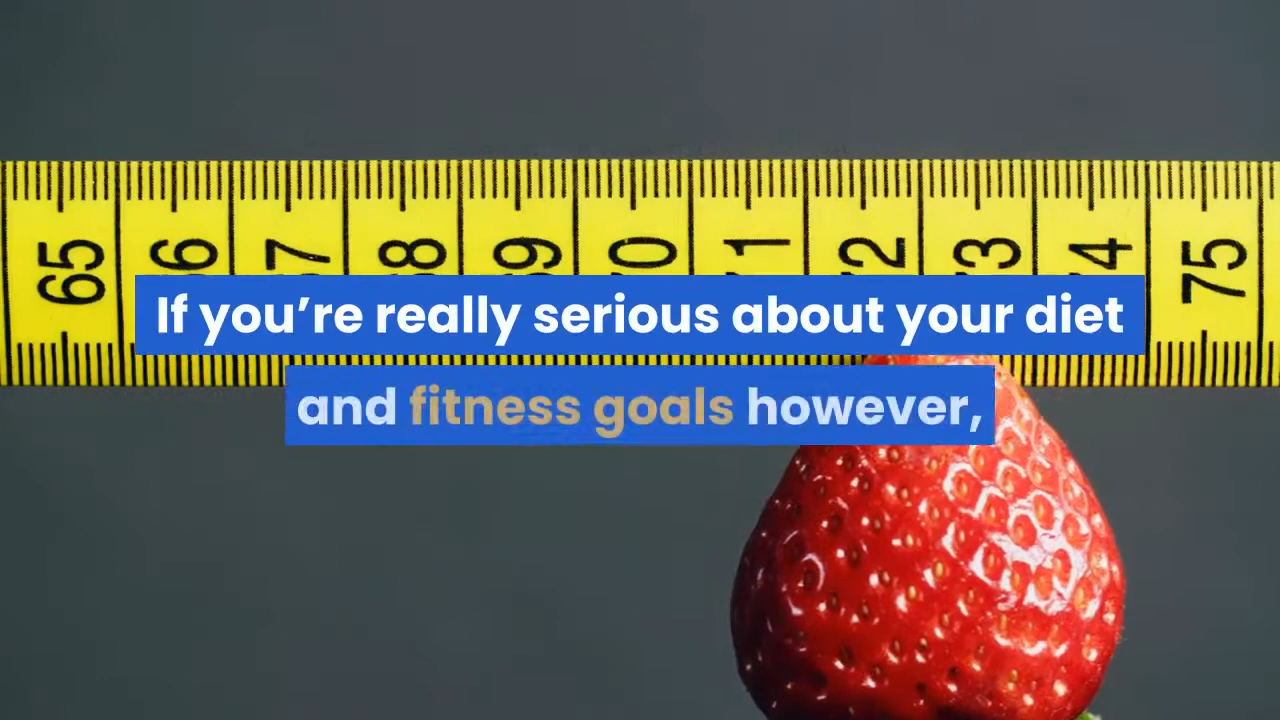 65 66 67 68 69 70 71 72 73 74 75
If you’re really serious about your diet
and fitness goals however,